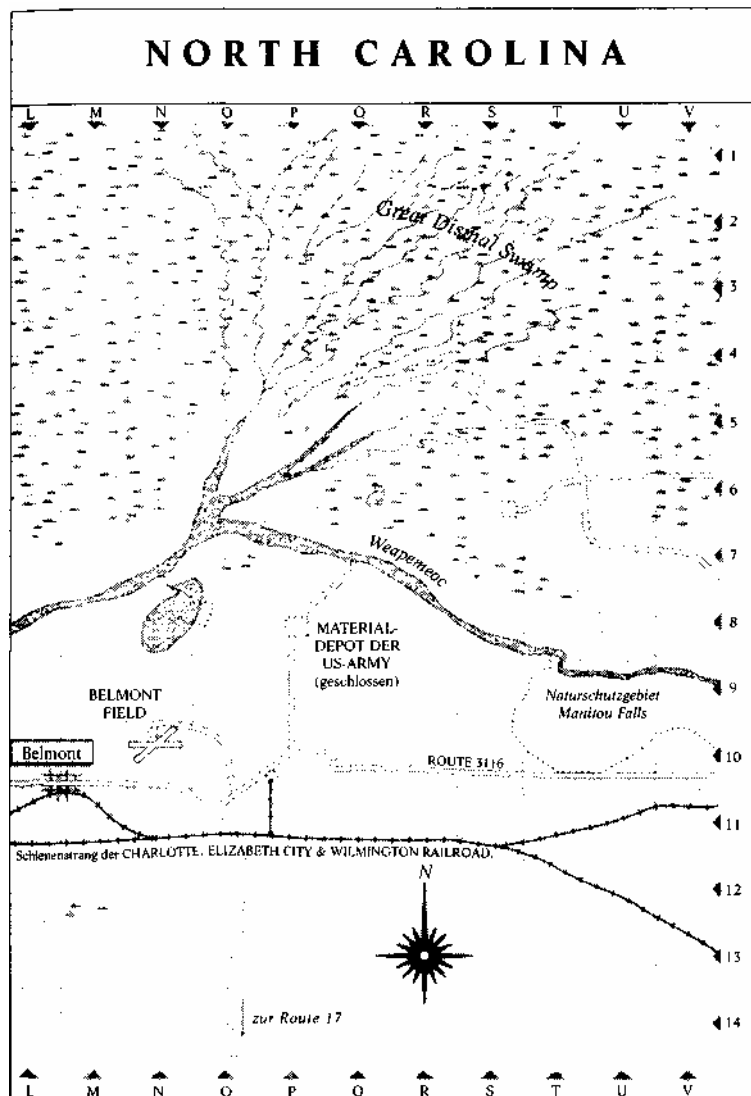 NORTH CAROLINA
L M N O P Q R S T U V
1
2
3
4
5
6
7
8
9
10
11
12
13
14
Great Dismal Swamp
Weapemeoc
MATERIAL-
DEPOT DER
US-ARMY
(geschlossen)
BELMONT
FIELD
Naturschutzgebiet
Manitou Falls
Belmont
ROUTE 3116
Schienenstrang der CHARLOTTE, ELIZABETH CITY & WILMINGTON RAILROAD.
N
zur Route 17
L M N O P Q R S T U V